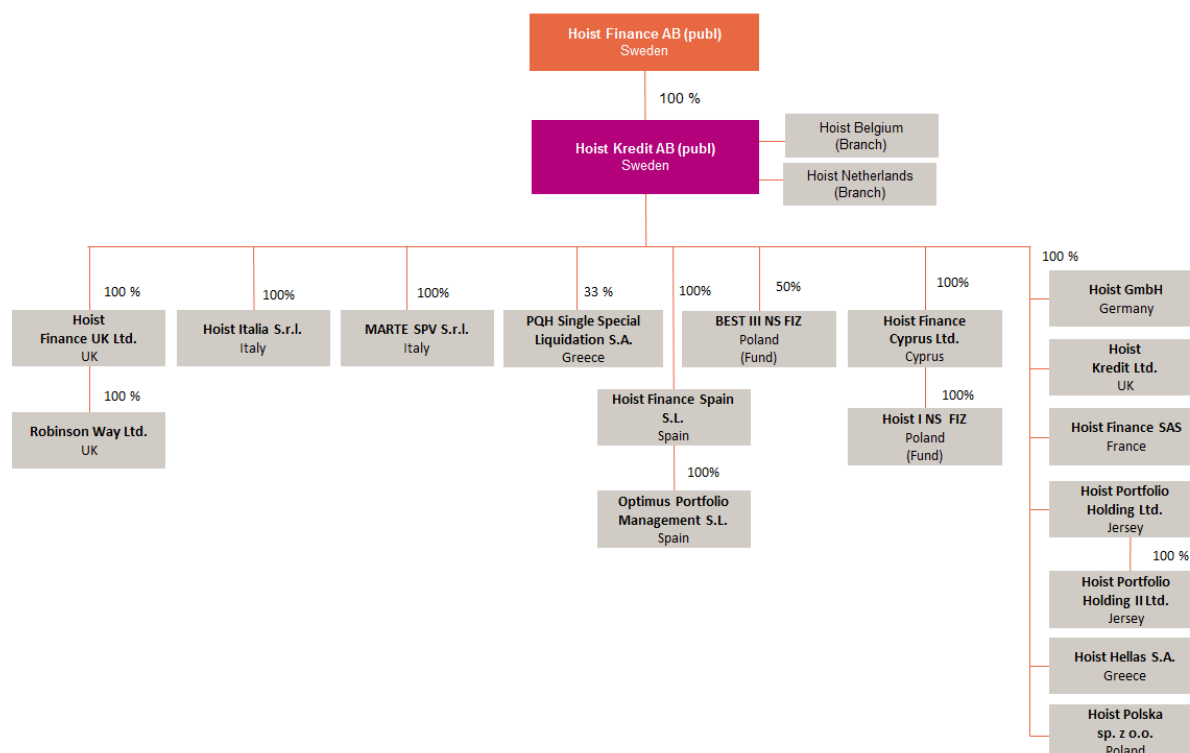 Hoist Finance AB (publ)
Sweden
100 %
Hoist Kredit AB (publ)
Sweden
Hoist Belgium
(Branch)
Hoist Netherlands
(Branch)
100 %
Hoist
Finance UK Ltd.
UK
100 %
Robinson Way Ltd.
UK
100%
Hoist Italia S.r.l.
Italy
100%
MARTE SPV S.r.l.
Italy
33 %
PQH Single Special
Liquidation S.A.
Greece
100%
Hoist Finance Spain
S.L.
Spain
100%
Optimus Portfolio
Management S.L.
Spain
50%
BEST III NS FIZ
Poland
(Fund)
100%
Hoist Finance
Cyprus Ltd.
Cyprus
100%
Hoist I NS FIZ
Poland
(Fund)
100 %
Hoist GmbH
Germany
Hoist
Kredit Ltd.
UK
Hoist Finance SAS
France
Hoist Portfolio
Holding Ltd.
Jersey
100 %
Hoist Portfolio
Holding II Ltd.
Jersey
Hoist Hellas S.A.
Greece
Hoist Polska
sp. z o.o.
Poland